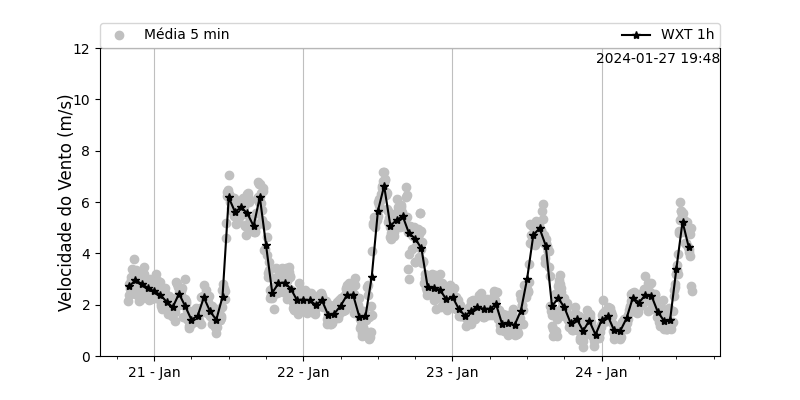 Média 5 min
WXT 1h
2024-01-27 19:48
Velocidade do Vento (m/s)
12
10
8
6
4
2
0
21 - Jan
22 - Jan
23 - Jan
24 - Jan